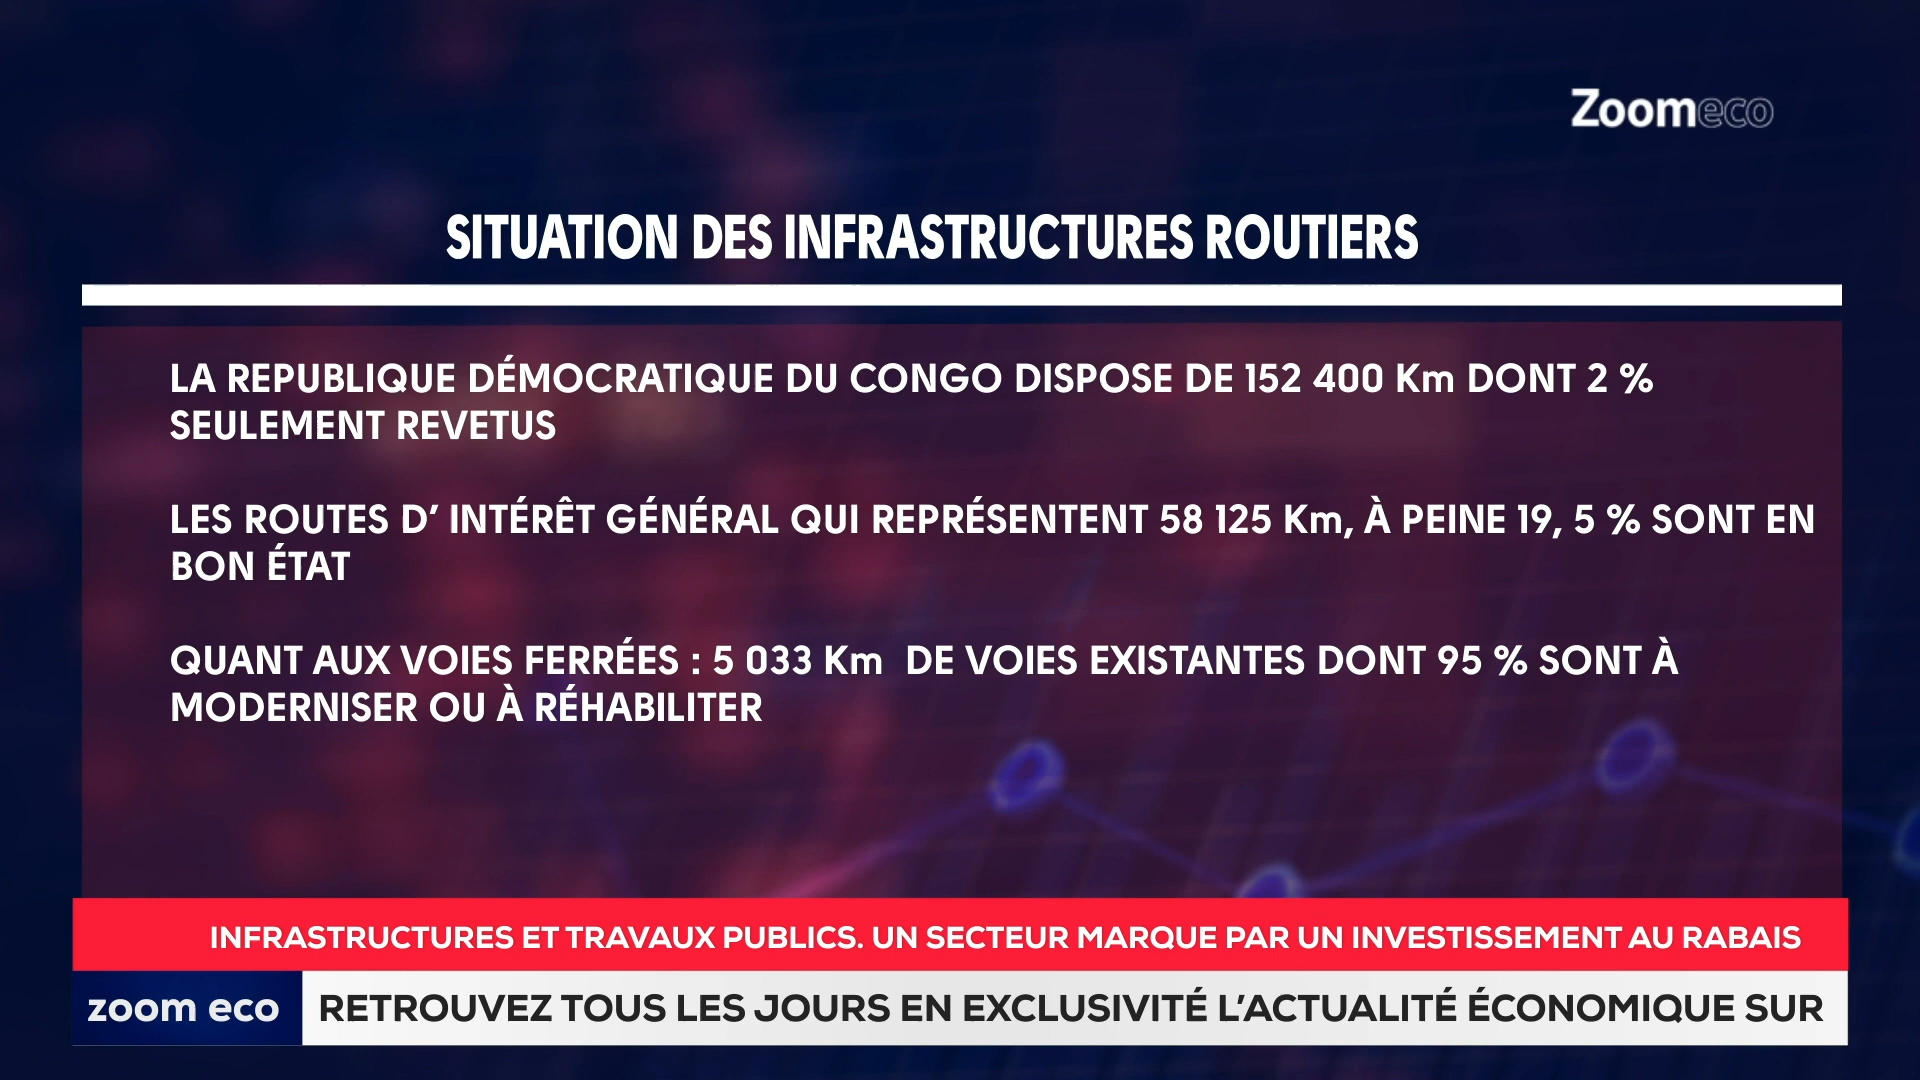 Zoomeco
SITUATION DES INFRASTRUCTURES ROUTIERS
LA REPUBLIQUE DÉMOCRATIQUE DU CONGO DISPOSE DE 152 400 Km DONT 2 %
SEULEMENT REVETUS
LES ROUTES D’ INTÉRÊT GÉNÉRAL QUI REPRÉSENTENT 58 125 Km, À PEINE 19, 5 % SONT EN
BON ÉTAT
QUANT AUX VOIES FERRÉES : 5 033 Km  DE VOIES EXISTANTES DONT 95 % SONT À
MODERNISER OU À RÉHABILITER
INFRASTRUCTURES ET TRAVAUX PUBLICS. UN SECTEUR MARQUE PAR UN INVESTISSEMENT AU RABAIS
zoom eco
RETROUVEZ TOUS LES JOURS EN EXCLUSIVITÉ L’ACTUALITÉ ÉCONOMIQUE SUR